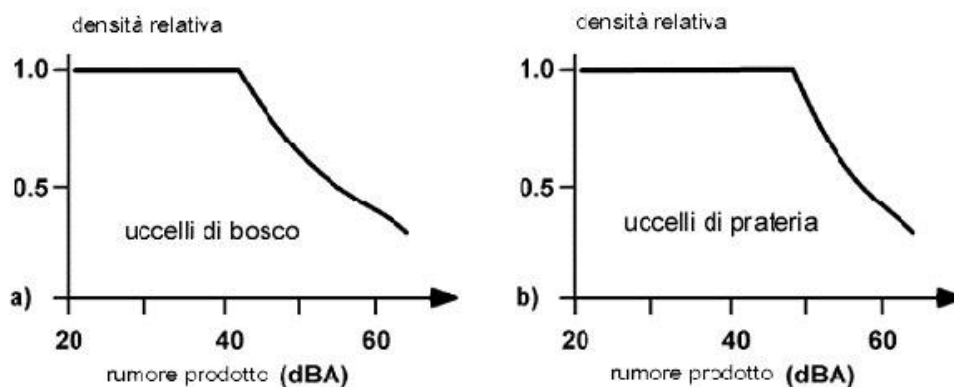 densità relativa
1.0
0.5
uccelli di bosco
a)
20 40 60
rumore prodotto (dBA)
densità relativa
1.0
0.5
uccelli di prateria
b)
20 40 60
rumore prodotto (dBA)